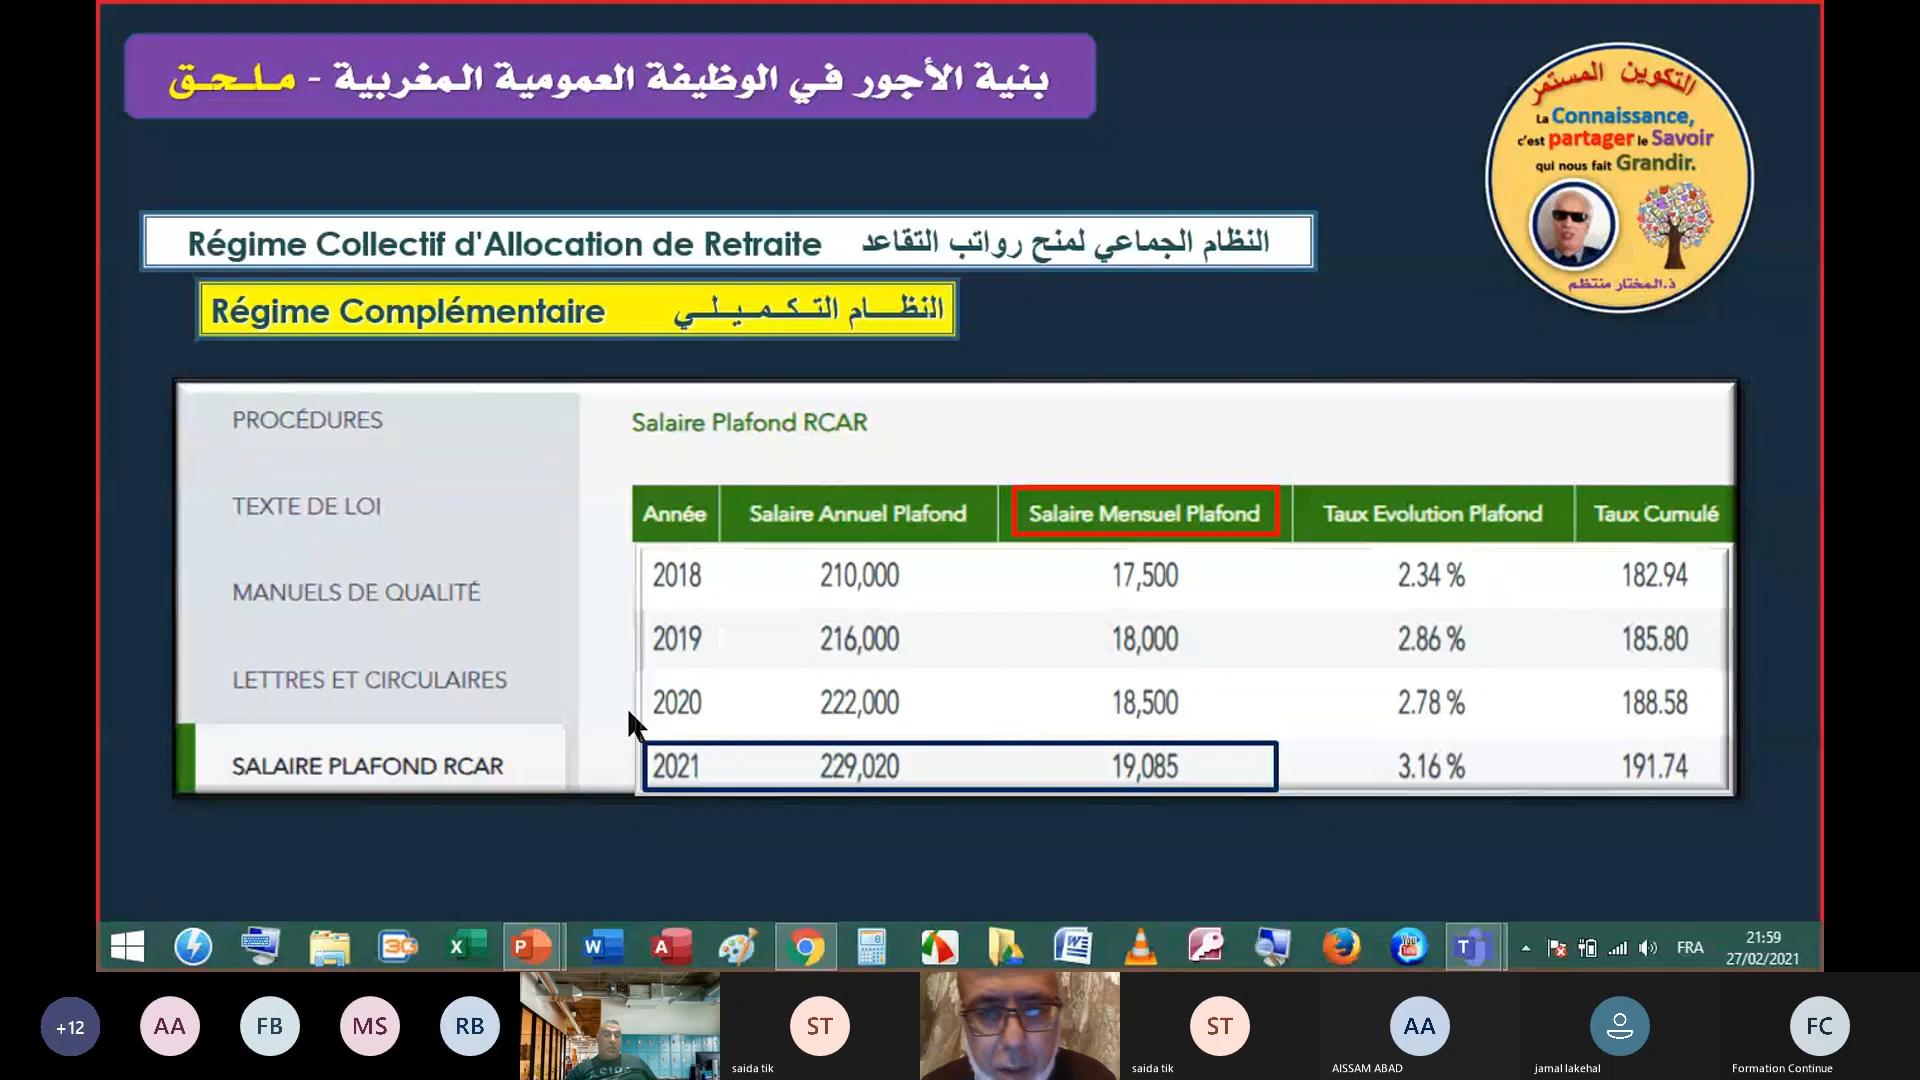 بنية الأجور في الوظيفة العمومية المغربية - ملحق
التكوين المستمر
La Connaissance,
c'est partager le Savoir
qui nous fait Grandir.
ذ.المختار منتظم
Régime Collectif d'Allocation de Retraite النظام الجماعي لمنح رواتب التقاعد
Régime Complémentaire النظام التكميلي
PROCÉDURES
TEXTE DE LOI
MANUELS DE QUALITÉ
LETTRES ET CIRCULAIRES
SALAIRE PLAFOND RCAR
Salaire Plafond RCAR
Année Salaire Annuel Plafond Salaire Mensuel Plafond Taux Evolution Plafond Taux Cumulé
2018 210,000 17,500 2.34 % 182.94
2019 216,000 18,000 2.86 % 185.80
2020 222,000 18,500 2.78 % 188.58
2021 229,020 19,085 3.16 % 191.74
FRA
21:59
27/02/2021
+12 AA FB MS RB ST ST AA FC
saida tik saida tik AISSAM ABAD jamal lakehal Formation Continue